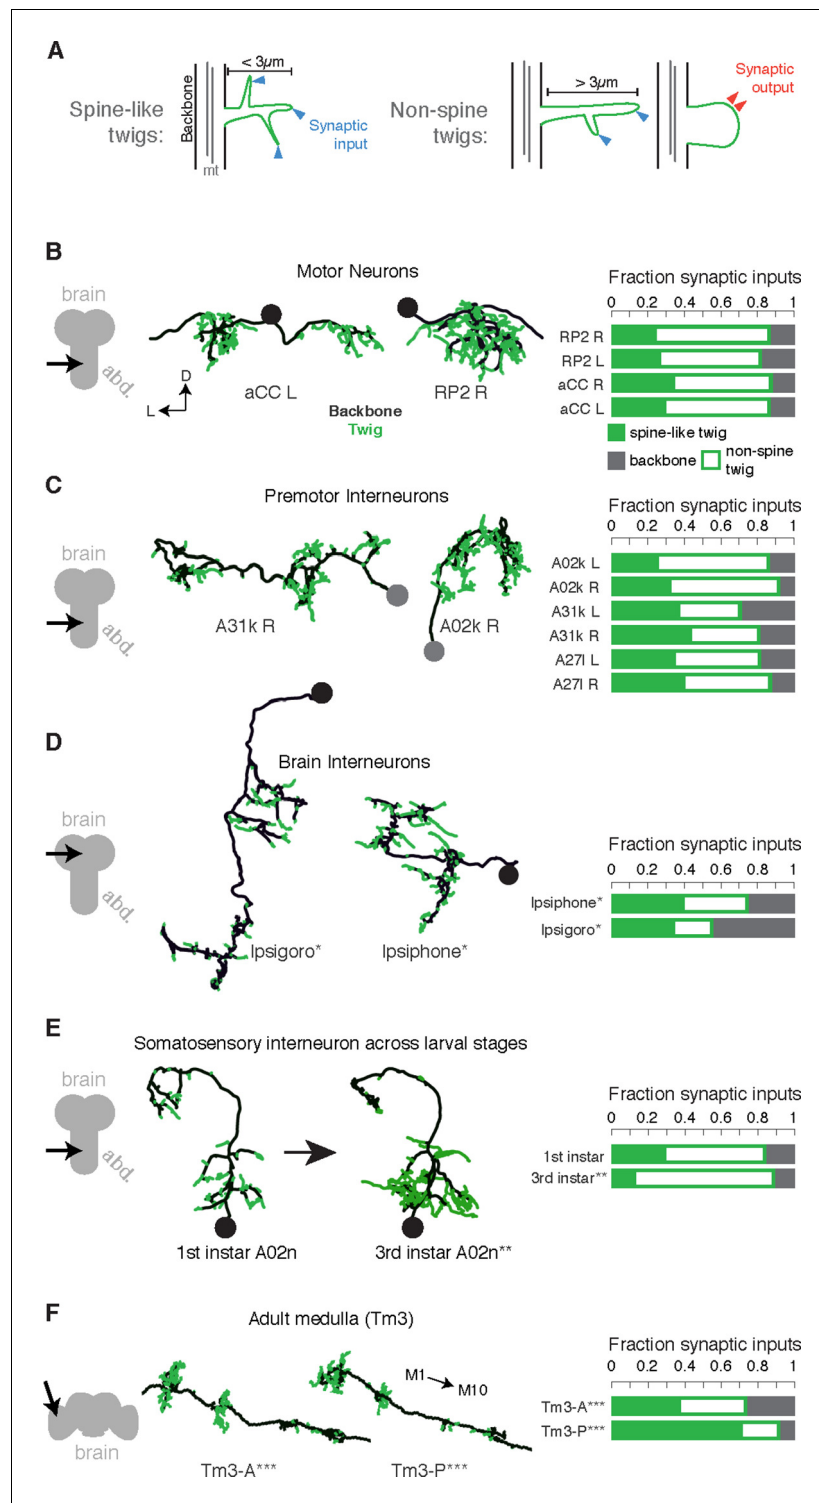 A
Spine-like
twigs:
Backbone
mt
< 3µm
Synaptic
input
Non-spine
twigs:
> 3µm
Synaptic
output
B
brain
abd.
Motor Neurons
aCC L
RP2 R
D
L
Backbone
Twig
Fraction synaptic inputs
0 0.2 0.4 0.6 0.8 1
RP2 R
RP2 L
aCC R
aCC L
spine-like twig
backbone
non-spine
twig
C
brain
abd.
Premotor Interneurons
A31k R
A02k R
Fraction synaptic inputs
0 0.2 0.4 0.6 0.8 1
A02k L
A02k R
A31k L
A31k R
A27l L
A27l R
D
brain
abd.
Brain Interneurons
Ipsigoro*
Ipsiphone*
Fraction synaptic inputs
0 0.2 0.4 0.6 0.8 1
Ipsiphone*
Ipsigoro*
E
Somatosensory interneuron across larval stages
brain
abd.
1st instar A02n
3rd instar A02n**
Fraction synaptic inputs
0 0.2 0.4 0.6 0.8 1
1st instar
3rd instar**
F
Adult medulla (Tm3)
brain
M1
M10
Tm3-A***
Tm3-P***
Fraction synaptic inputs
0 0.2 0.4 0.6 0.8 1
Tm3-A***
Tm3-P***